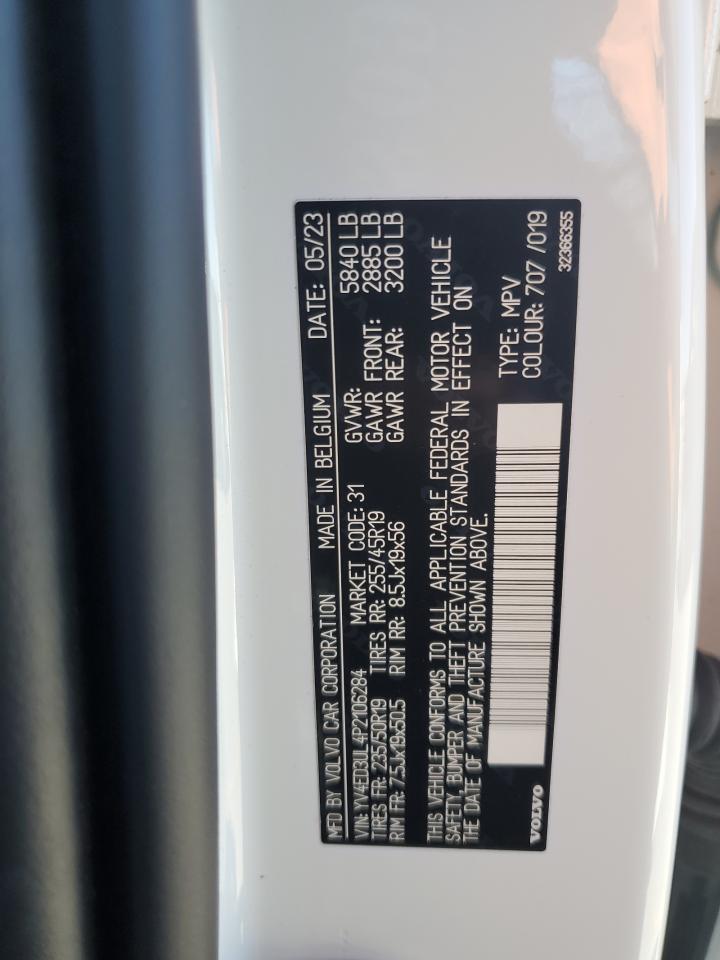 MFD BY VOLVO CAR CORPORATION MADE IN BELGIUM DATE: 05/23
VIN: YV4ED3UL4P2106284 MARKET CODE: 31 GVWR: 5840 LB
TIRES FR: 235/50R19 TIRES RR: 255/45R19 GAWR FRONT: 2885 LB
RIM FR: 7.5Jx19x50.5 RIM RR: 8.5Jx19x56 GAWR REAR: 3200 LB
THIS VEHICLE CONFORMS TO ALL APPLICABLE FEDERAL MOTOR VEHICLE
SAFETY, BUMPER AND THEFT PREVENTION STANDARDS IN EFFECT ON
THE DATE OF MANUFACTURE SHOWN ABOVE.
TYPE: MPV
COLOUR: 707 /019
VOLVO 32366355